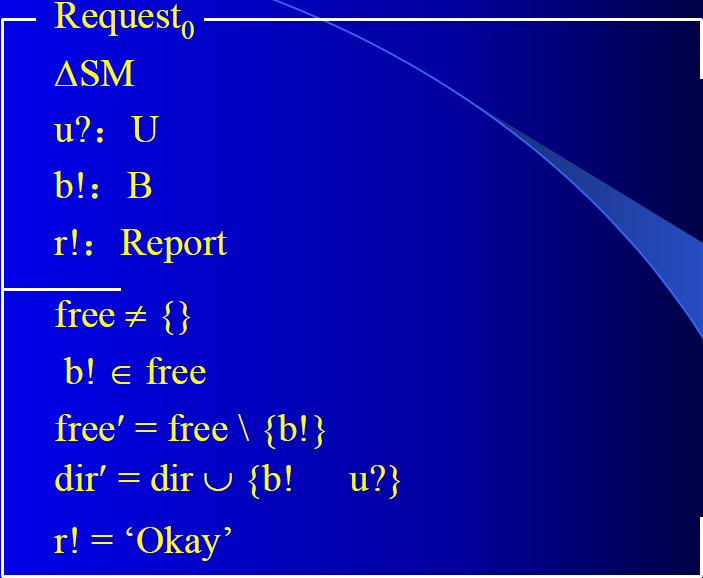 Request₀
ΔSM
u?：U
b!：B
r!：Report
free ≠ {}
b! ∈ free
free′ = free \ {b!}
dir′ = dir ∪ {b!   u?}
r! = ‘Okay’